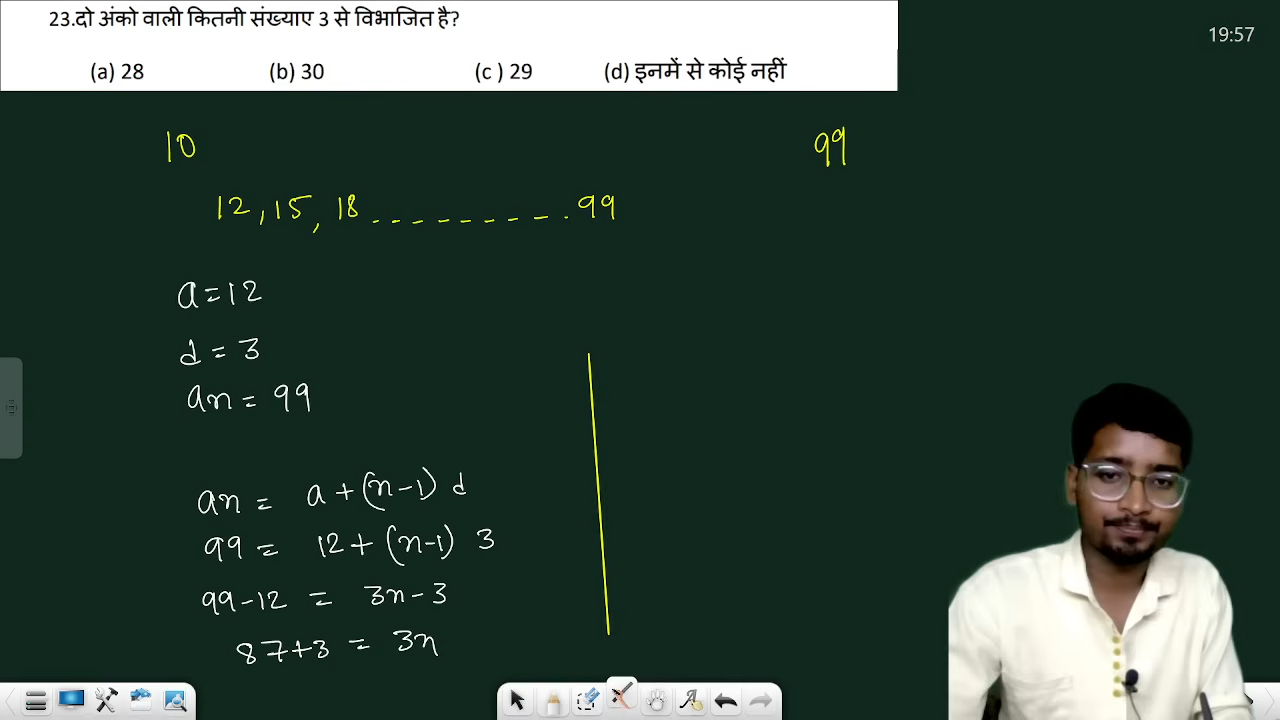 23.दो अंको वाली कितनी संख्याए 3 से विभाजित है?
(a) 28 (b) 30 (c ) 29 (d) इनमें से कोई नहीं
19:57
10 99
12, 15, 18 _ _ _ _ _ _ _ _ . 99
a = 12
d = 3
an = 99
an = a + (n-1) d
99 = 12 + (n-1) 3
99-12 = 3n-3
87+3 = 3n